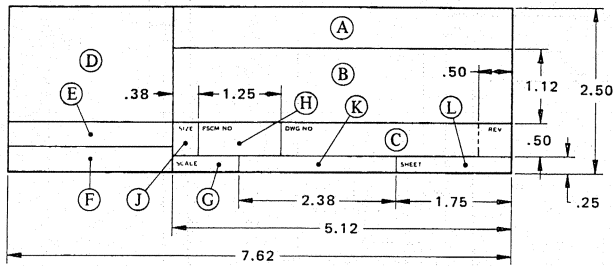 A
D
B
.50
E
.38
1.25
H
K
L
1.12
2.50
SIZE FSCM NO DWG NO C REV
.50
SCALE SHEET
F
J
G
2.38
1.75
.25
5.12
7.62